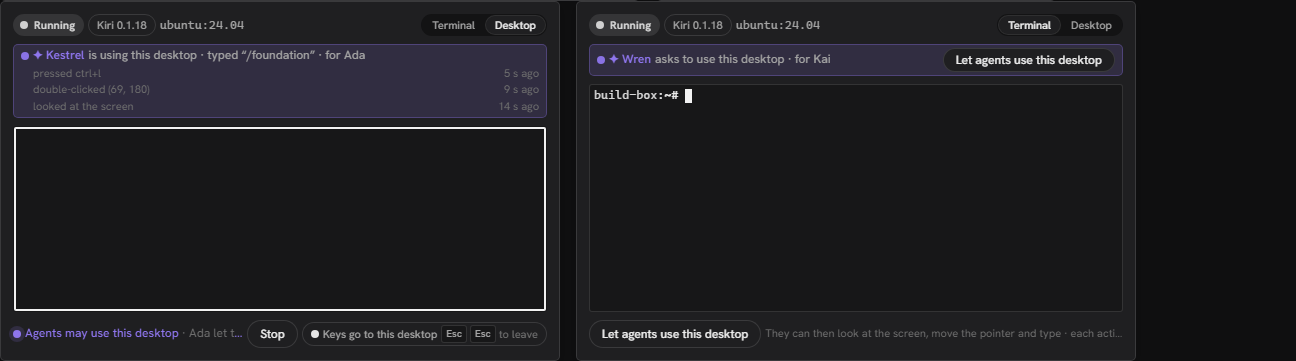 Running Kiri 0.1.18 ubuntu:24.04 Terminal Desktop
✦ Kestrel is using this desktop · typed “/foundation” · for Ada
pressed ctrl+l 5 s ago
double-clicked (69, 180) 9 s ago
looked at the screen 14 s ago
Agents may use this desktop · Ada let t... Stop Keys go to this desktop Esc Esc to leave
Running Kiri 0.1.18 ubuntu:24.04 Terminal Desktop
✦ Wren asks to use this desktop · for Kai Let agents use this desktop
build-box:~#
Let agents use this desktop They can then look at the screen, move the pointer and type · each acti...